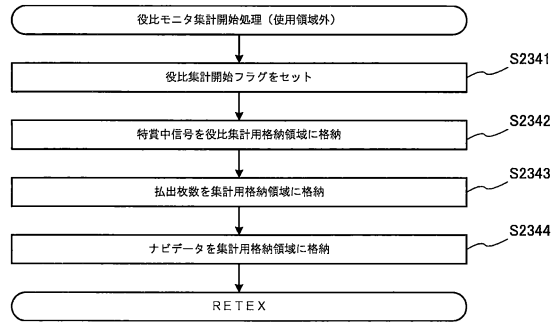 役比モニタ集計開始処理（使用領域外）
役比集計開始フラグをセット
S2341
特賞中信号を役比集計用格納領域に格納
S2342
払出枚数を集計用格納領域に格納
S2343
ナビデータを集計用格納領域に格納
S2344
RETEX